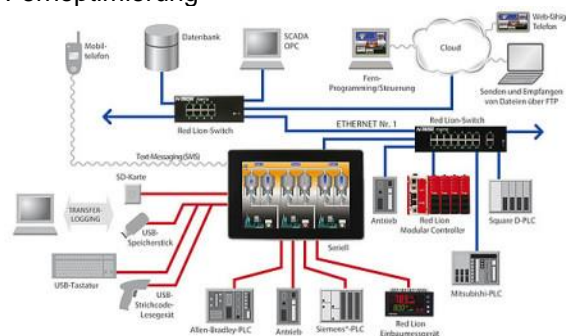 Fernoptimierung
Mobil-
telefon
Datenbank
SCADA
OPC
Cloud
Web-fähig
Telefon
Fern-
Programming/Steuerung
Senden und Empfangen
von Dateien über FTP
Red Lion-Switch
ETHERNET Nr. 1
Red Lion-Switch
Text-Messaging (SMS)
SD-Karte
TRANSFER-
LOGGING
USB-
Speicherstick
Seriell
Antrieb
Red Lion
Modular Controller
Square D-PLC
USB-Tastatur
USB-
Strichcode-
Lesegerät
Mitsubishi-PLC
Allen-Bradley-PLC
Antrieb
Siemens®-PLC
Red Lion
Einbaumessgerät